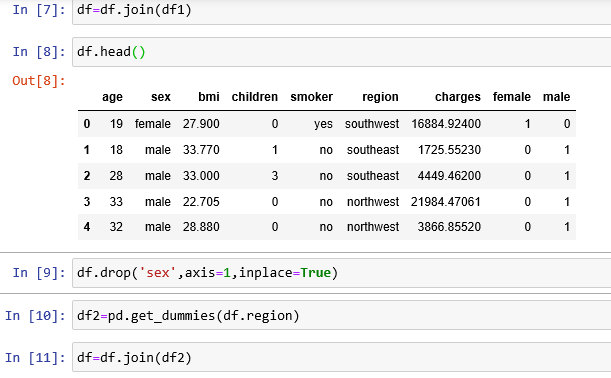 In [7]: df=df.join(df1)
In [8]: df.head()
Out[8]:
age sex bmi children smoker region charges female male
0 19 female 27.900 0 yes southwest 16884.92400 1 0
1 18 male 33.770 1 no southeast 1725.55230 0 1
2 28 male 33.000 3 no southeast 4449.46200 0 1
3 33 male 22.705 0 no northwest 21984.47061 0 1
4 32 male 28.880 0 no northwest 3866.85520 0 1
In [9]: df.drop('sex',axis=1,inplace=True)
In [10]: df2=pd.get_dummies(df.region)
In [11]: df=df.join(df2)